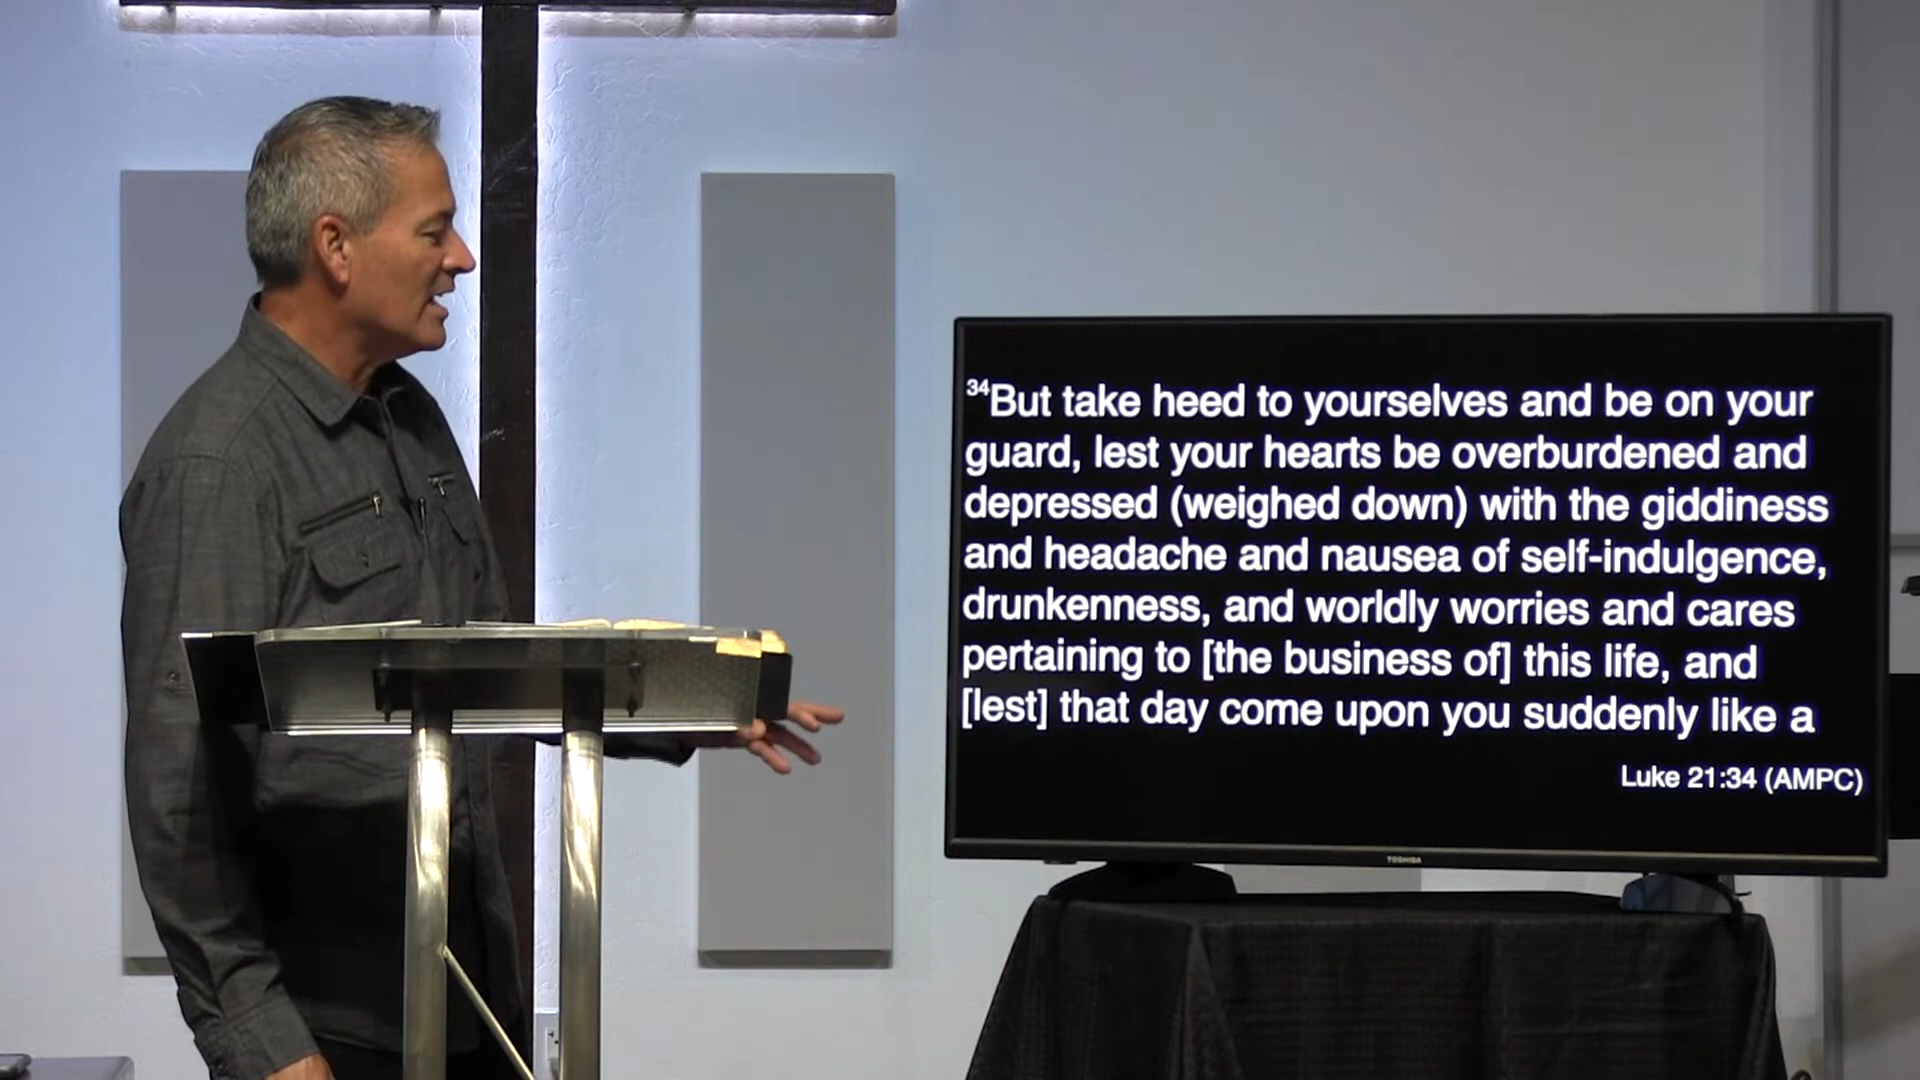 34But take heed to yourselves and be on your
guard, lest your hearts be overburdened and
depressed (weighed down) with the giddiness
and headache and nausea of self-indulgence,
drunkenness, and worldly worries and cares
pertaining to [the business of] this life, and
[lest] that day come upon you suddenly like a
Luke 21:34 (AMPC)
TOSHIBA